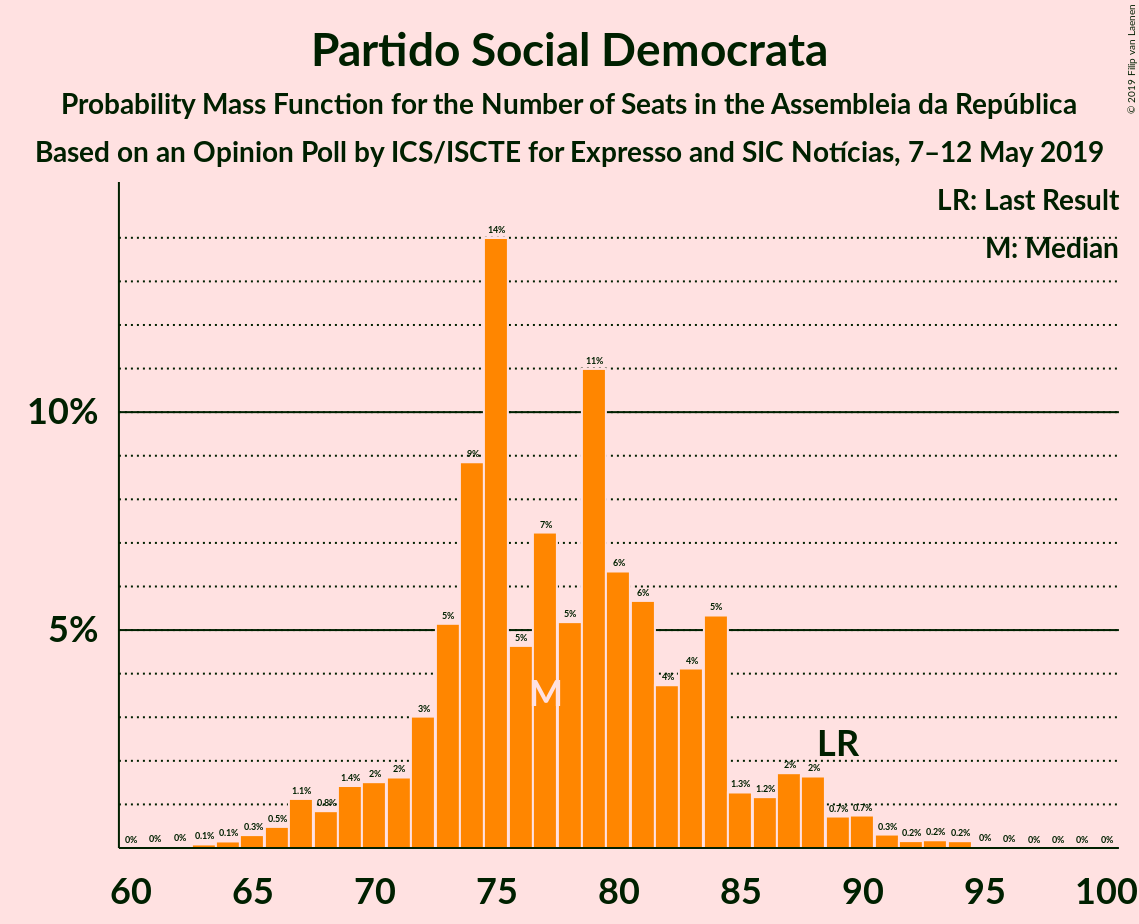 © 2019 Filip van Laenen
Partido Social Democrata
Probability Mass Function for the Number of Seats in the Assembleia da República
Based on an Opinion Poll by ICS/ISCTE for Expresso and SIC Notícias, 7–12 May 2019
LR: Last Result
M: Median
10%
5%
0% 0% 0% 0.1% 0.1% 0.3% 0.5% 1.1% 0.8% 1.4% 2% 2% 3% 5% 9% 14% 5% 7% 5% 11% 6% 6% 4% 4% 5% 1.3% 1.2% 2% 2% 0.7% 0.7% 0.3% 0.2% 0.2% 0.2% 0% 0% 0% 0% 0% 0%
M
LR
60 65 70 75 80 85 90 95 100